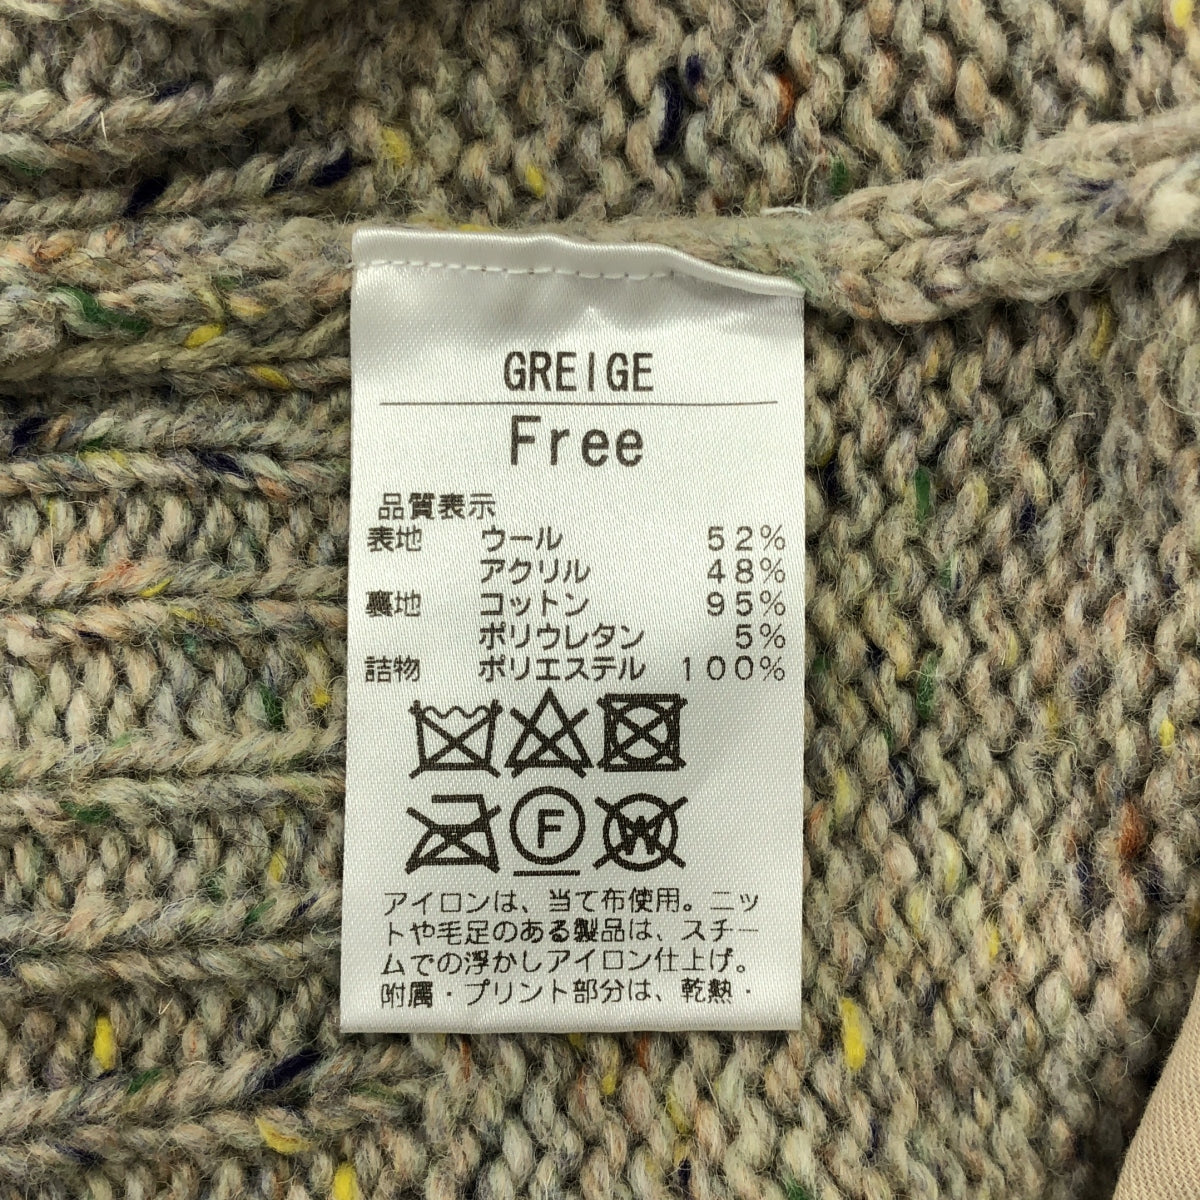 GREIGE
Free
品質表示
表地 ウール 52%
アクリル 48%
裏地 コットン 95%
ポリウレタン 5%
詰物 ポリエステル 100%
F W
アイロンは、当て布使用。ニッ
トや毛足のある製品は、スチー
ムでの浮かしアイロン仕上げ。
附属・プリント部分は、乾熱・